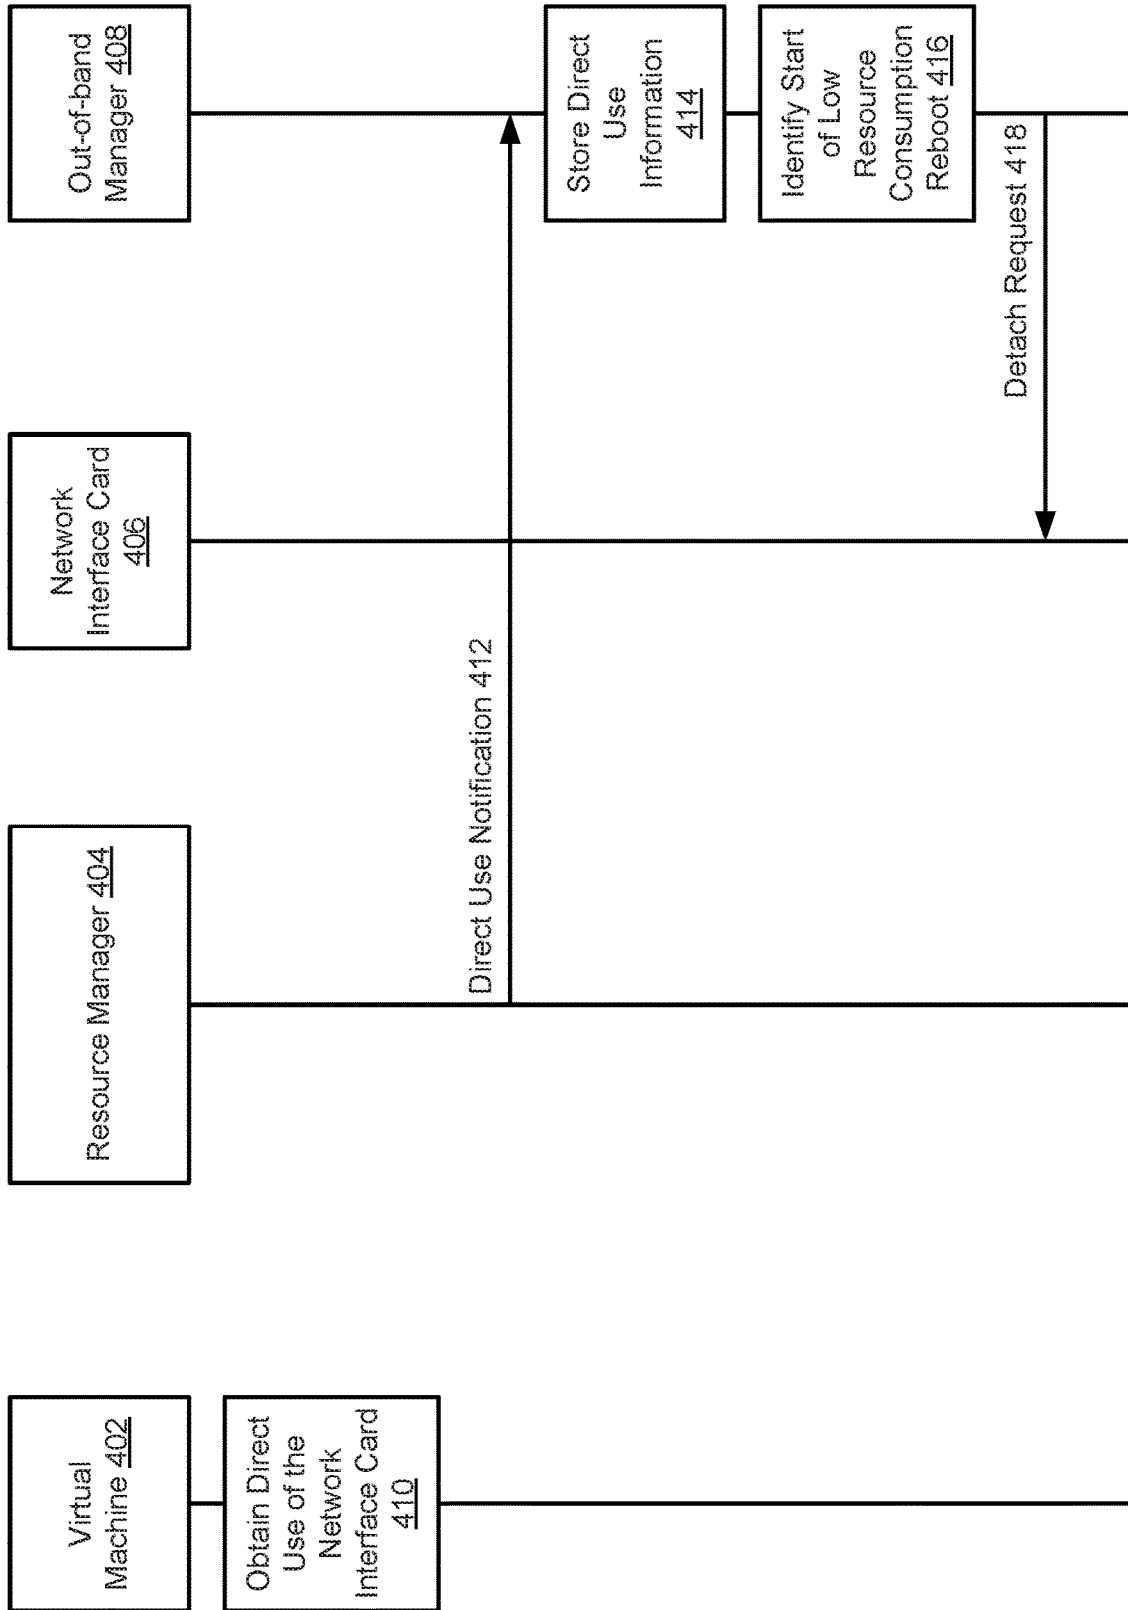 Virtual
Machine 402
Resource Manager 404
Network
Interface Card
406
Out-of-band
Manager 408
Obtain Direct
Use of the
Network
Interface Card
410
Direct Use Notification 412
Store Direct
Use
Information
414
Identify Start
of Low
Resource
Consumption
Reboot 416
Detach Request 418